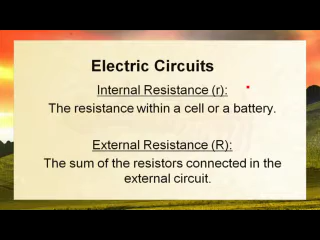 Electric Circuits
Internal Resistance (r):
The resistance within a cell or a battery.
External Resistance (R):
The sum of the resistors connected in the
external circuit.